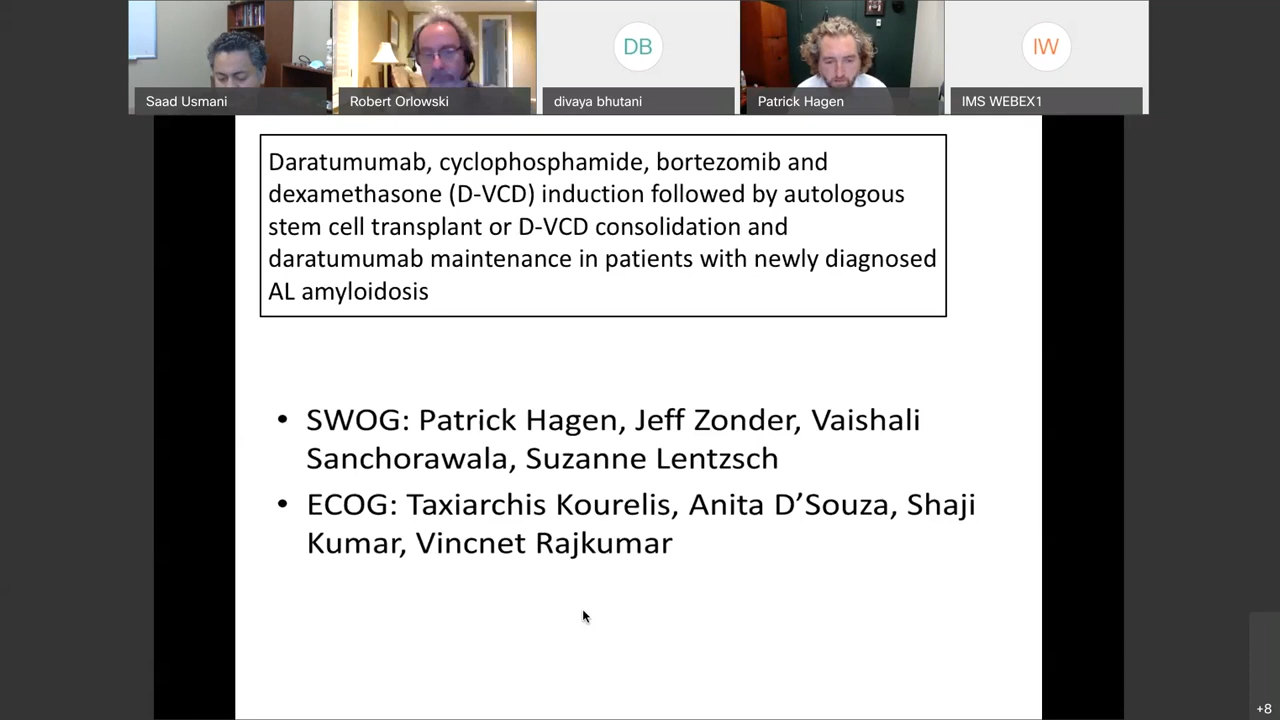 DB
IW
Saad Usmani
Robert Orlowski
divaya bhutani
Patrick Hagen
IMS WEBEX1
Daratumumab, cyclophosphamide, bortezomib and
dexamethasone (D-VCD) induction followed by autologous
stem cell transplant or D-VCD consolidation and
daratumumab maintenance in patients with newly diagnosed
AL amyloidosis
• SWOG: Patrick Hagen, Jeff Zonder, Vaishali
Sanchorawala, Suzanne Lentzsch
• ECOG: Taxiarchis Kourelis, Anita D’Souza, Shaji
Kumar, Vincnet Rajkumar
+8